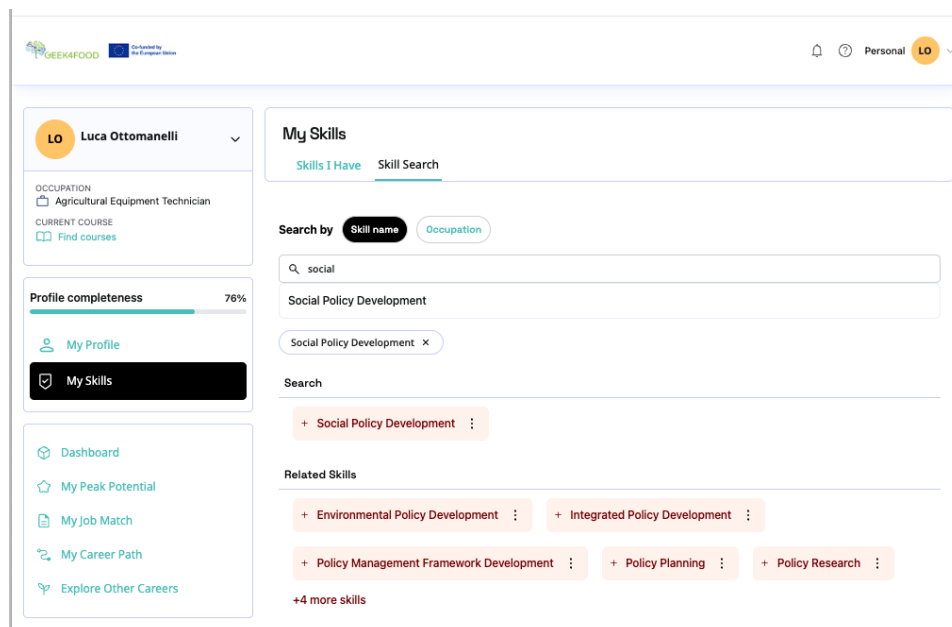 GEEK4FOOD
Co-funded by
the European Union
Personal LO
LO Luca Ottomanelli
OCCUPATION
Agricultural Equipment Technician
CURRENT COURSE
Find courses
Profile completeness 76%
My Profile
My Skills
Dashboard
My Peak Potential
My Job Match
My Career Path
Explore Other Careers
My Skills
Skills I Have Skill Search
Search by Skill name Occupation
social
Social Policy Development
Social Policy Development ×
Search
+ Social Policy Development
Related Skills
+ Environmental Policy Development + Integrated Policy Development
+ Policy Management Framework Development + Policy Planning + Policy Research
+4 more skills